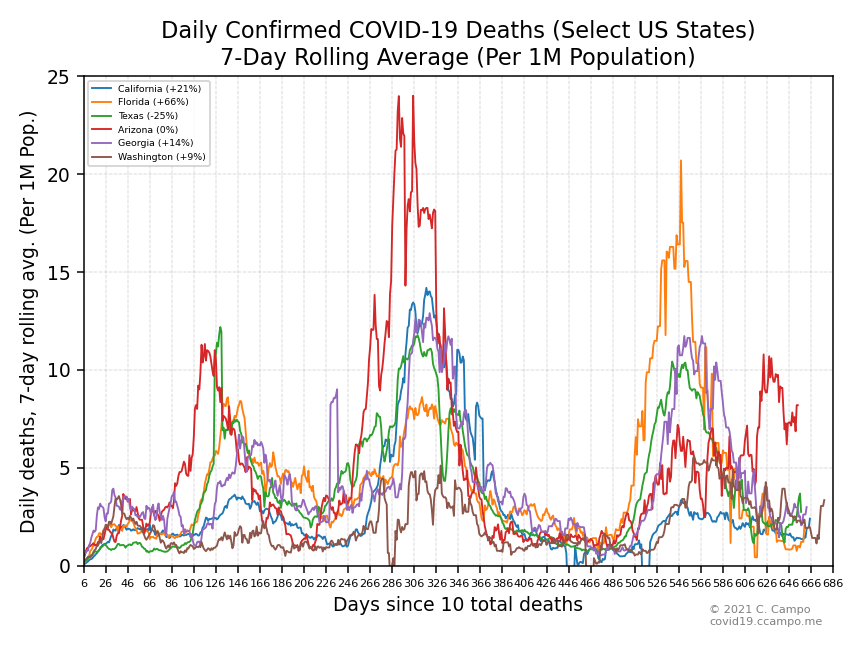 Daily Confirmed COVID-19 Deaths (Select US States)
7-Day Rolling Average (Per 1M Population)
Daily deaths, 7-day rolling avg. (Per 1M Pop.)
25
20
15
10
5
0
California (+21%)
Florida (+66%)
Texas (-25%)
Arizona (0%)
Georgia (+14%)
Washington (+9%)
6 26 46 66 86 106 126 146 166 186 206 226 246 266 286 306 326 346 366 386 406 426 446 466 486 506 526 546 566 586 606 626 646 666 686
Days since 10 total deaths
© 2021 C. Campo
covid19.ccampo.me